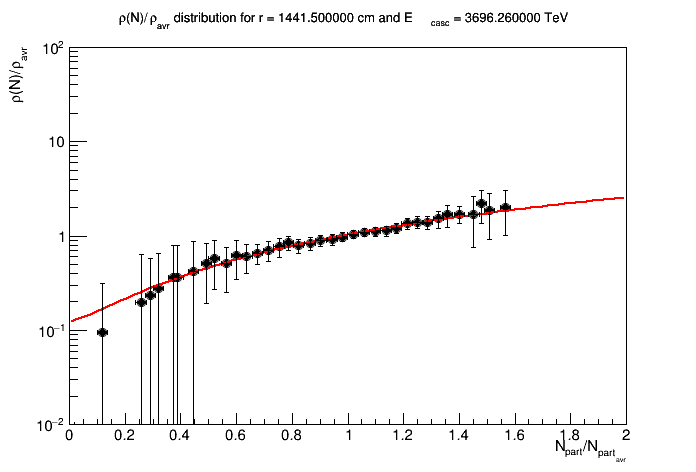 ρ(N)/ρavr distribution for r = 1441.500000 cm and E casc = 3696.260000 TeV
ρ(N)/ρavr
10²
10
1
10⁻¹
10⁻²
0 0.2 0.4 0.6 0.8 1 1.2 1.4 1.6 1.8 2
Npart/Npartavr